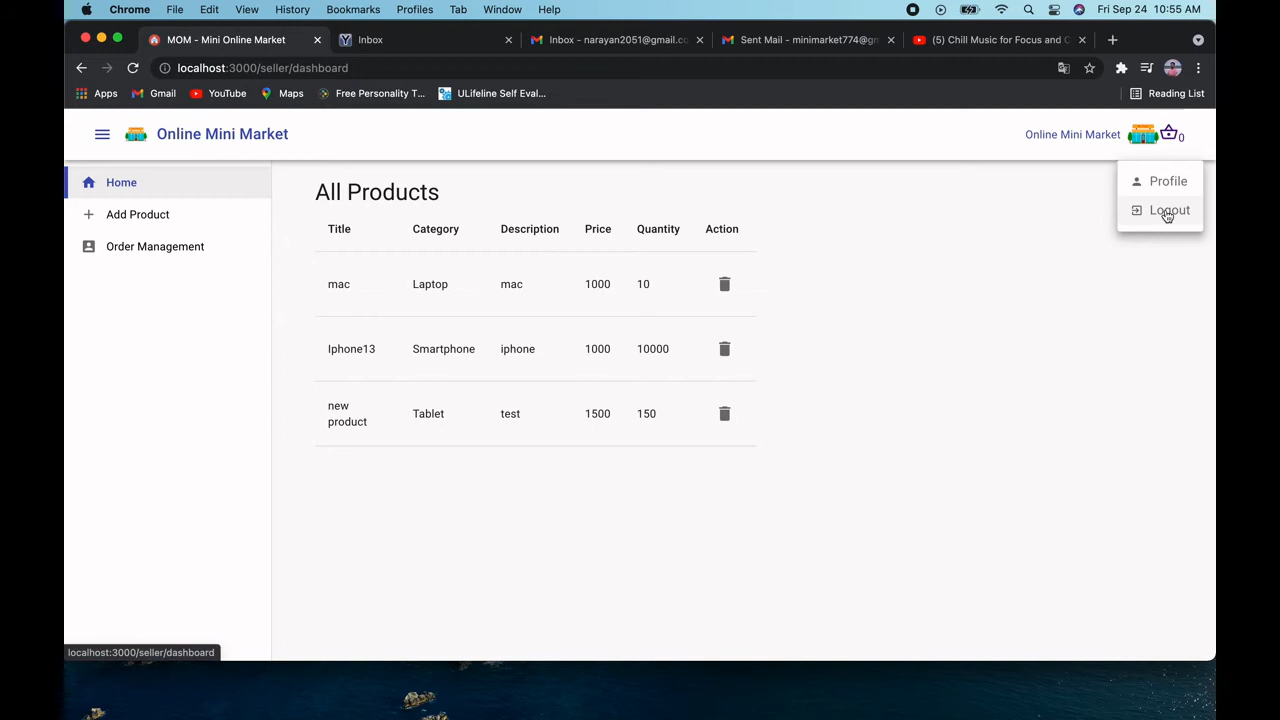 Chrome File Edit View History Bookmarks Profiles Tab Window Help Fri Sep 24 10:55 AM
MOM - Mini Online Market Inbox Inbox - narayan2051@gmail.co Sent Mail - minimarket774@gm (5) Chill Music for Focus and C
localhost:3000/seller/dashboard
Apps Gmail YouTube Maps Free Personality T... ULifeline Self Eval... Reading List
Online Mini Market Online Mini Market 0
Home
Add Product
Order Management
Profile
Logout
All Products
Title Category Description Price Quantity Action
mac Laptop mac 1000 10
Iphone13 Smartphone iphone 1000 10000
new
product Tablet test 1500 150
localhost:3000/seller/dashboard